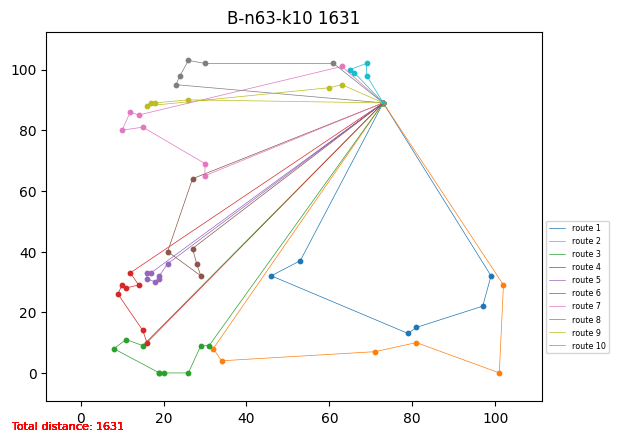 B-n63-k10 1631
100
80
60
40
20
0
0
20
40
60
80
100
route 1
route 2
route 3
route 4
route 5
route 6
route 7
route 8
route 9
route 10
Total distance: 1631